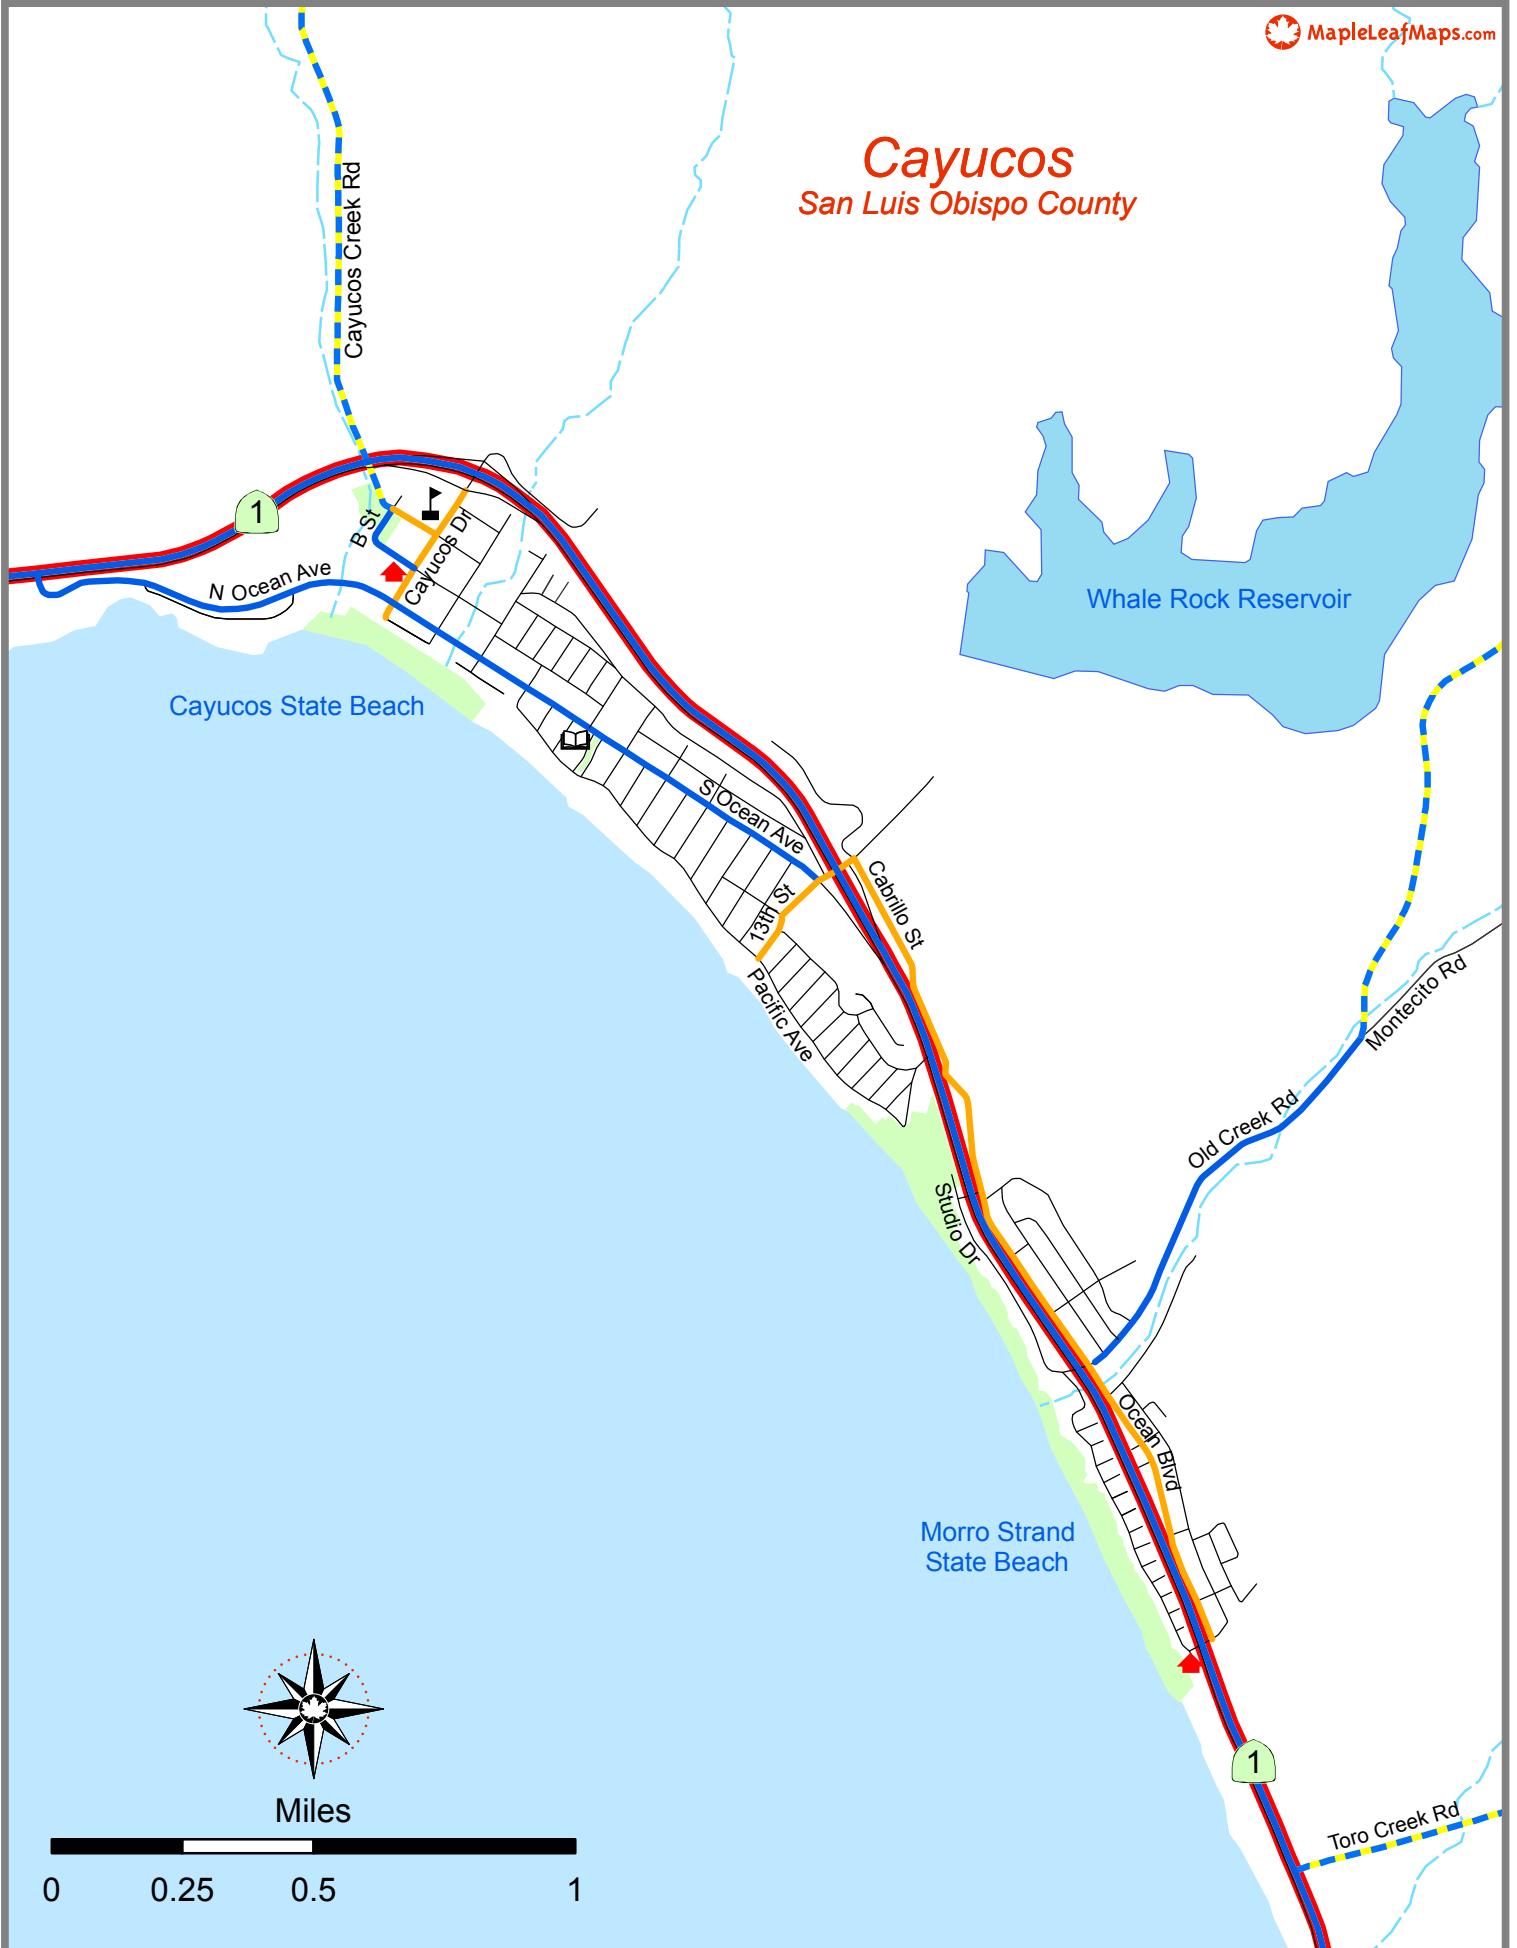 MapleLeafMaps.com
Cayucos
San Luis Obispo County
Cayucos Creek Rd
1
B St
Cayucos Dr
N Ocean Ave
Whale Rock Reservoir
Cayucos State Beach
S Ocean Ave
Cabrillo St
13th St
Pacific Ave
Montecito Rd
Old Creek Rd
Studio Dr
Ocean Blvd
Morro Strand
State Beach
1
Toro Creek Rd
Miles
0 0.25 0.5 1